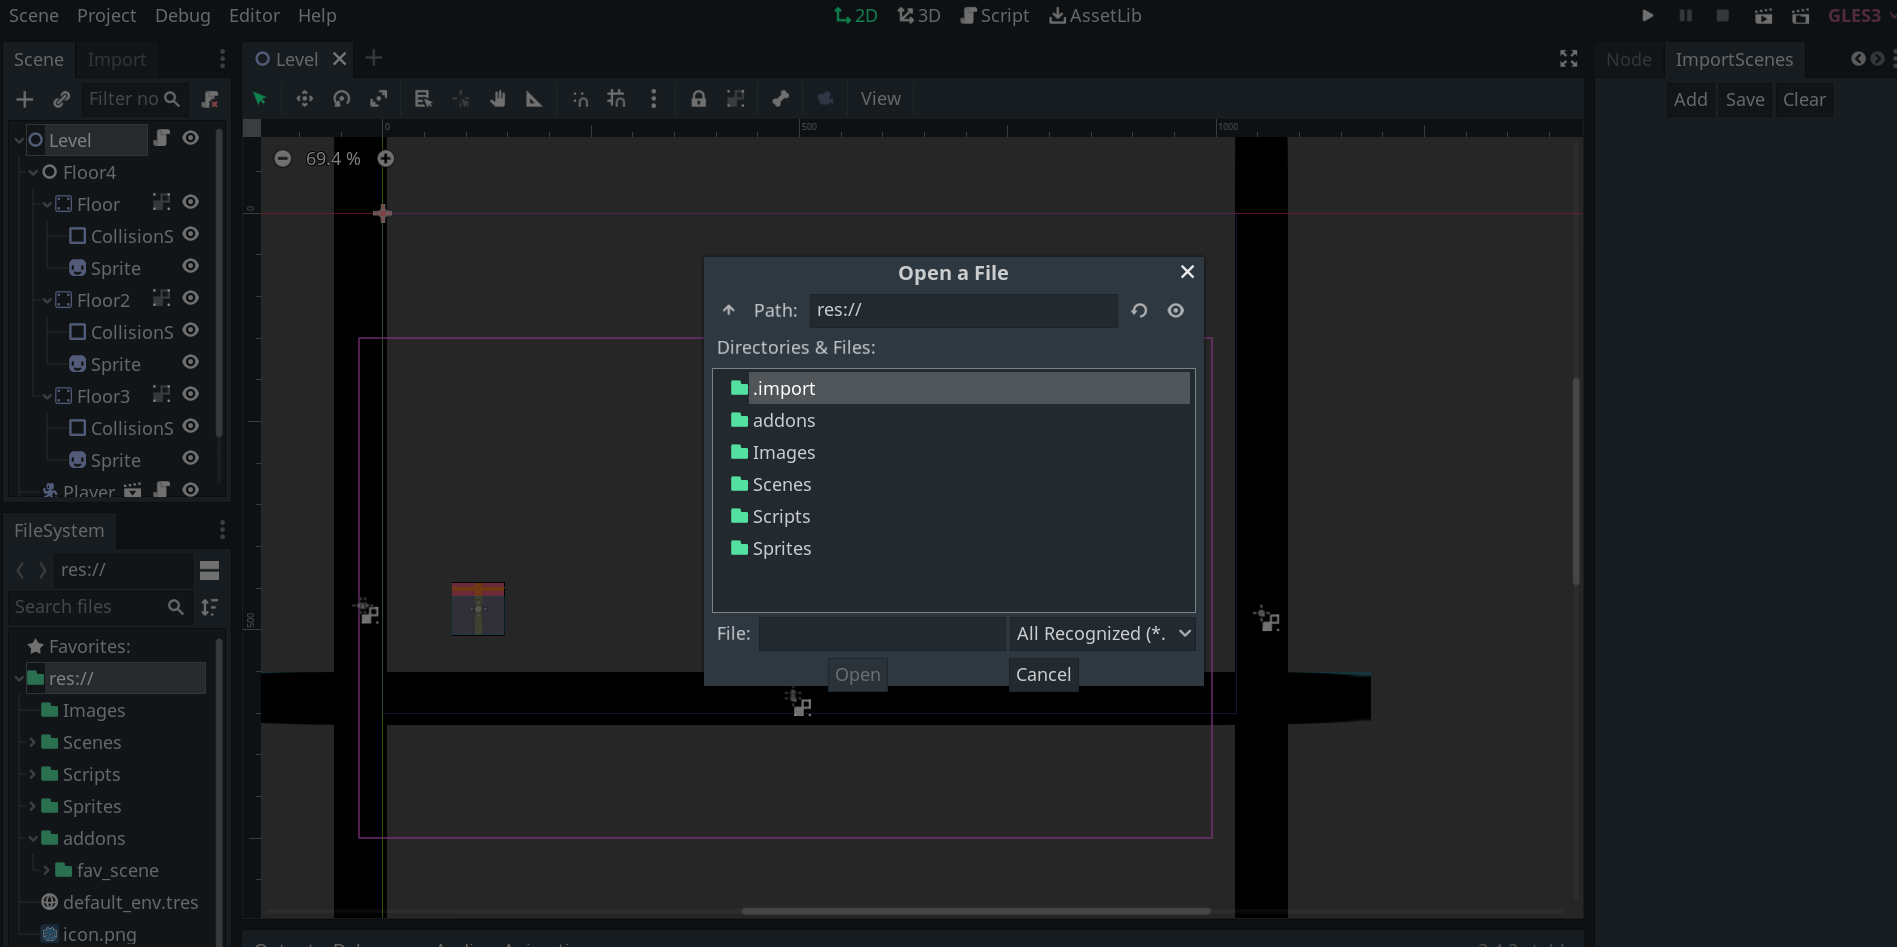 Scene Project Debug Editor Help
2D 3D Script AssetLib
GLES3
Scene Import
Level
Node ImportScenes
Filter no
View
Add Save Clear
0 500 1000
69.4 %
Level
Floor4
Floor
CollisionS
Sprite
Floor2
CollisionS
Sprite
Floor3
CollisionS
Sprite
Player
0
500
Open a File
Path: res://
Directories & Files:
.import
addons
Images
Scenes
Scripts
Sprites
File: All Recognized (*.
Open Cancel
FileSystem
res://
Search files
Favorites:
res://
Images
Scenes
Scripts
Sprites
addons
fav_scene
default_env.tres
icon.png